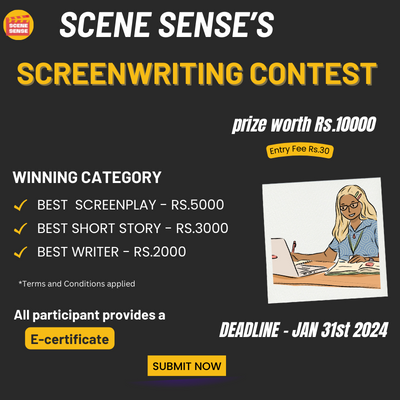 SCENE
SENSE
SCENE SENSE'S
SCREENWRITING CONTEST
prize worth Rs.10000
Entry Fee Rs.30
WINNING CATEGORY
BEST SCREENPLAY - RS.5000
BEST SHORT STORY - RS.3000
BEST WRITER - RS.2000
*Terms and Conditions applied
All participant provides a
E-certificate
DEADLINE - JAN 31st 2024
SUBMIT NOW